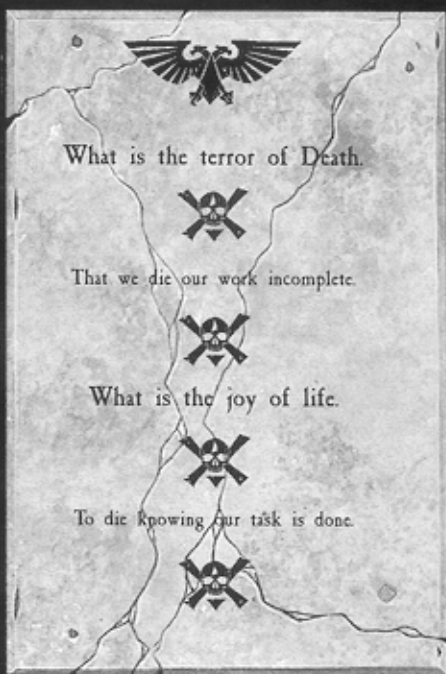 What is the terror of Death.
That we die our work incomplete.
What is the joy of life.
To die knowing our task is done.